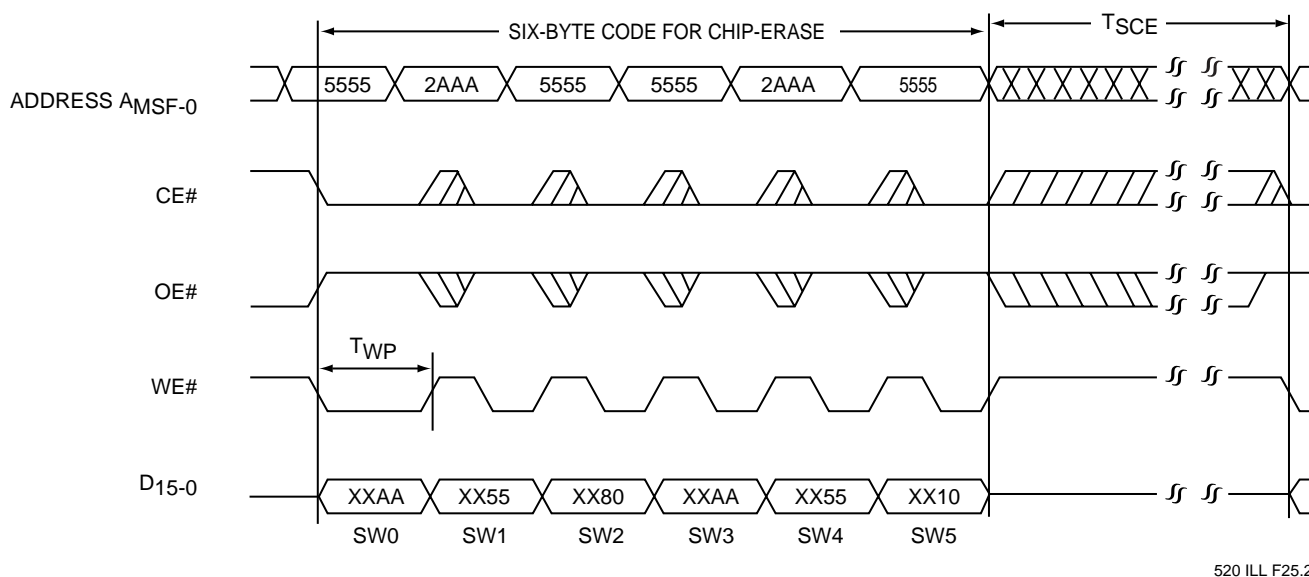 SIX-BYTE CODE FOR CHIP-ERASE TSCE
ADDRESS AMSF-0 5555 2AAA 5555 5555 2AAA 5555
CE#
OE#
TWP
WE#
D15-0 XXAA XX55 XX80 XXAA XX55 XX10
SW0 SW1 SW2 SW3 SW4 SW5
520 ILL F25.2